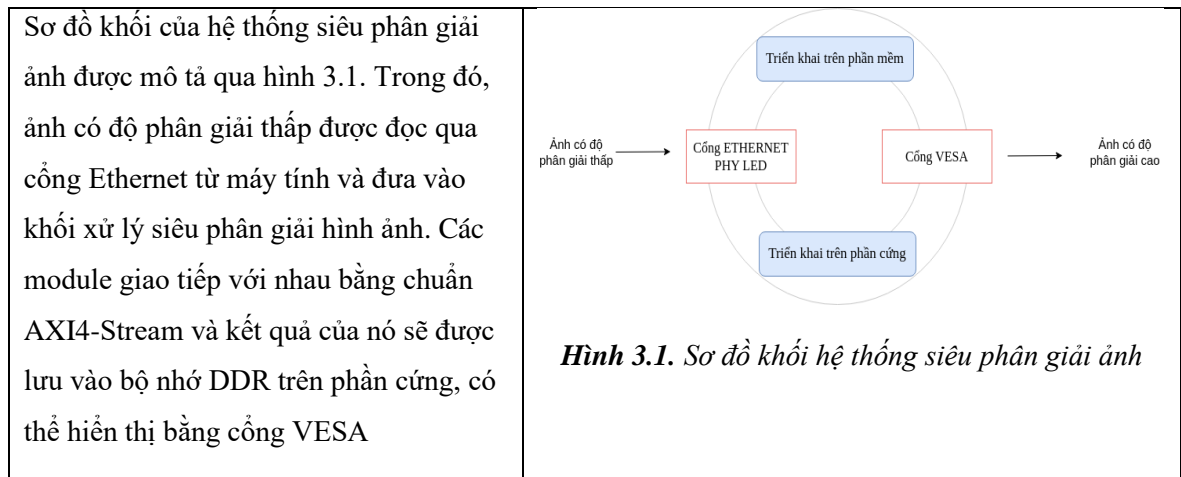 Sơ đồ khối của hệ thống siêu phân giải
ảnh được mô tả qua hình 3.1. Trong đó,
ảnh có độ phân giải thấp được đọc qua
cổng Ethernet từ máy tính và đưa vào
khối xử lý siêu phân giải hình ảnh. Các
module giao tiếp với nhau bằng chuẩn
AXI4-Stream và kết quả của nó sẽ được
lưu vào bộ nhớ DDR trên phần cứng, có
thể hiển thị bằng cổng VESA
Triển khai trên phần mềm
Ảnh có độ
phân giải thấp
Cổng ETHERNET
PHY LED
Cổng VESA
Ảnh có độ
phân giải cao
Triển khai trên phần cứng
Hình 3.1. Sơ đồ khối hệ thống siêu phân giải ảnh